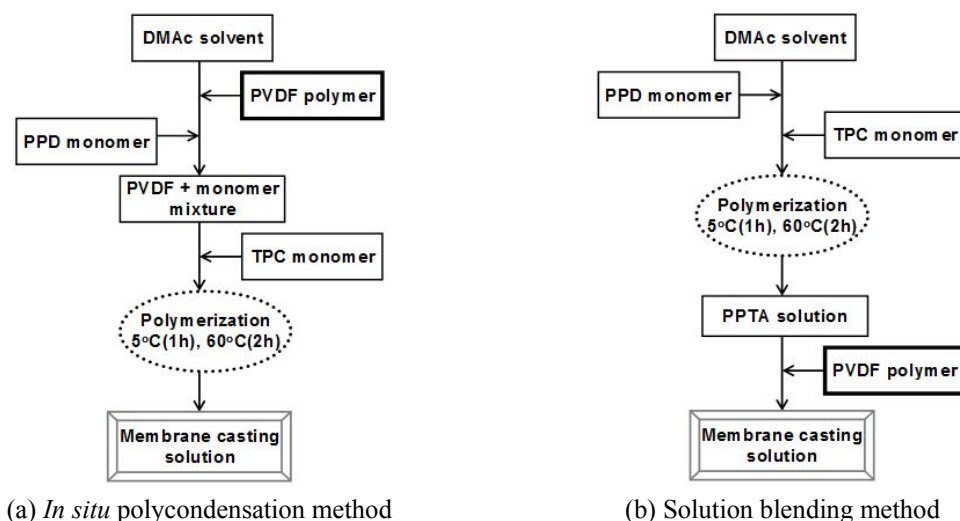 DMAc solvent
PVDF polymer
PPD monomer
PVDF + monomer
mixture
TPC monomer
Polymerization
5°C(1h), 60°C(2h)
Membrane casting
solution
(a) In situ polycondensation method
DMAc solvent
PPD monomer
TPC monomer
Polymerization
5°C(1h), 60°C(2h)
PPTA solution
PVDF polymer
Membrane casting
solution
(b) Solution blending method